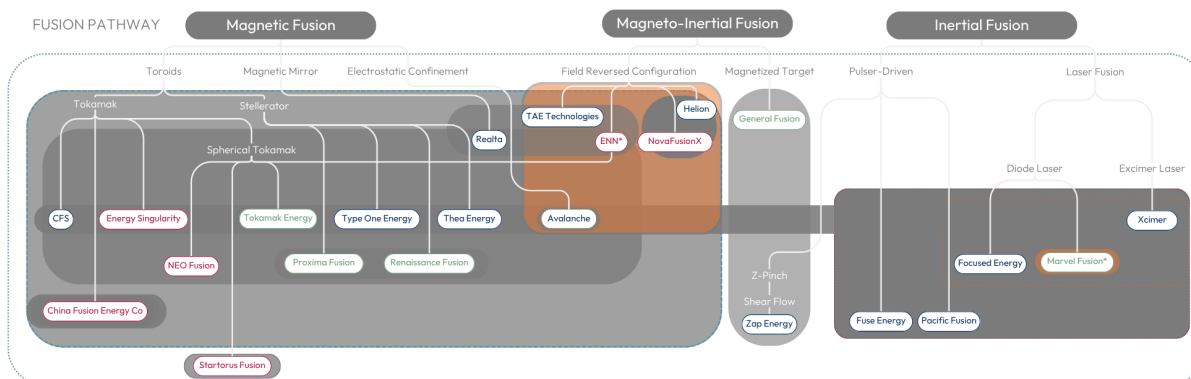 FUSION PATHWAY
Magnetic Fusion
Magneto-Inertial Fusion
Inertial Fusion
Toroids
Magnetic Mirror
Electrostatic Confinement
Field Reversed Configuration
Magnetized Target
Pulser-Driven
Laser Fusion
Tokamak
Stellerator
Helion
TAE Technologies
General Fusion
Realta
ENN*
NovaFusionX
Spherical Tokamak
Diode Laser
Excimer Laser
CFS
Energy Singularity
Tokamak Energy
Type One Energy
Thea Energy
Avalanche
Xcimer
NEO Fusion
Proxima Fusion
Renaissance Fusion
Focused Energy
Marvel Fusion*
Z-Pinch
Shear Flow
China Fusion Energy Co
Zap Energy
Fuse Energy
Pacific Fusion
Startorus Fusion